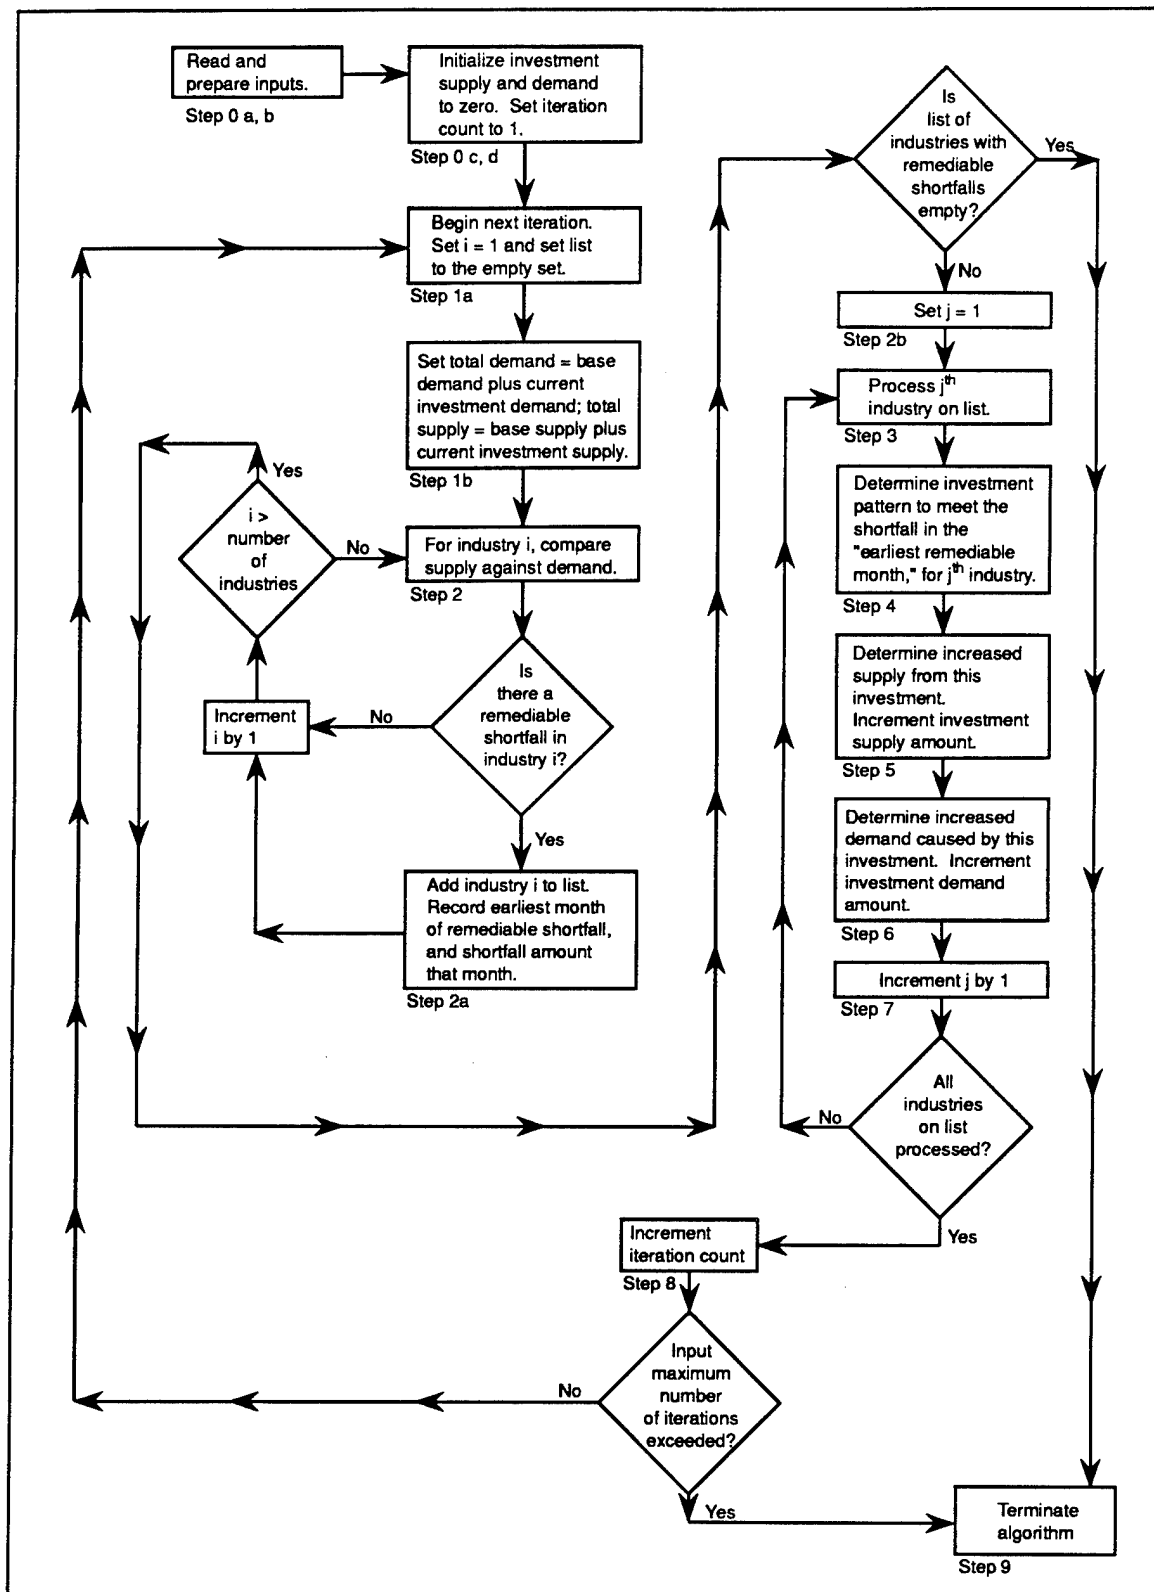 Read and
prepare inputs.
Step 0 a, b
Initialize investment
supply and demand
to zero.  Set iteration
count to 1.
Step 0 c, d
Begin next iteration.
Set i = 1 and set list
to the empty set.
Step 1a
Set total demand = base
demand plus current
investment demand; total
supply = base supply plus
current investment supply.
Step 1b
Yes
i >
number
of
industries
No
For industry i, compare
supply against demand.
Step 2
Is
there a
remediable
shortfall in
industry i?
No
Increment
i by 1
Yes
Add industry i to list.
Record earliest month
of remediable shortfall,
and shortfall amount
that month.
Step 2a
Is
list of
industries with
remediable
shortfalls
empty?
Yes
No
Set j = 1
Step 2b
Process jth
industry on list.
Step 3
Determine investment
pattern to meet the
shortfall in the
"earliest remediable
month," for jth industry.
Step 4
Determine increased
supply from this
investment.
Increment investment
supply amount.
Step 5
Determine increased
demand caused by this
investment.  Increment
investment demand
amount.
Step 6
Increment j by 1
Step 7
All
industries
on list
processed?
No
Yes
Increment
iteration count
Step 8
Input
maximum
number
of iterations
exceeded?
No
Yes
Terminate
algorithm
Step 9